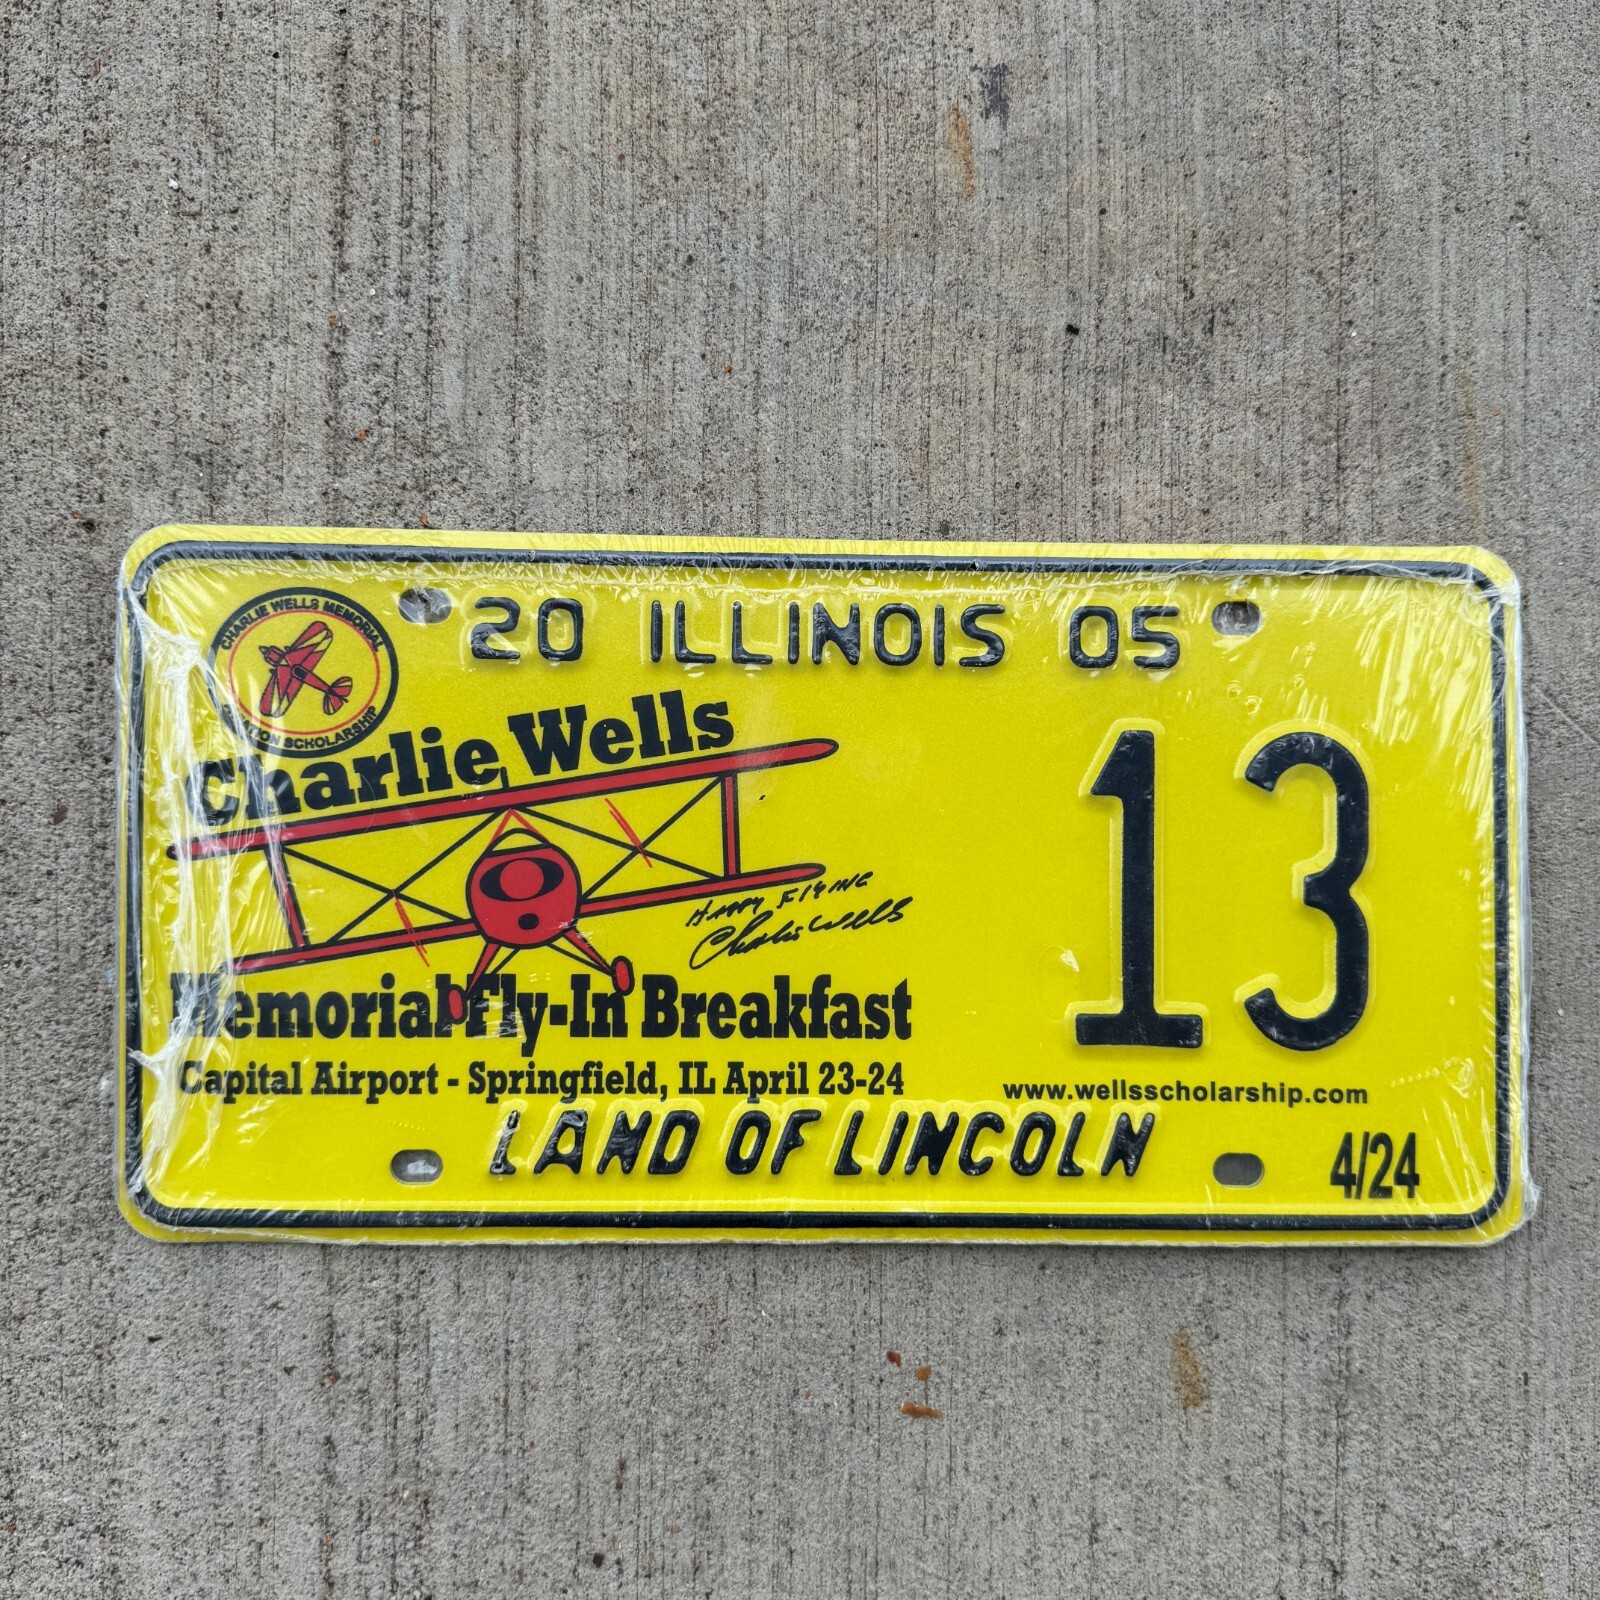 20 ILLINOIS 05
CHARLIE WELLS MEMORIAL
AVIATION SCHOLARSHIP
Charlie Wells
13
HAPPY FLYING
Charlie Wells
Memorial Fly-In Breakfast
Capital Airport - Springfield, IL April 23-24
www.wellsscholarship.com
LAND OF LINCOLN
4/24